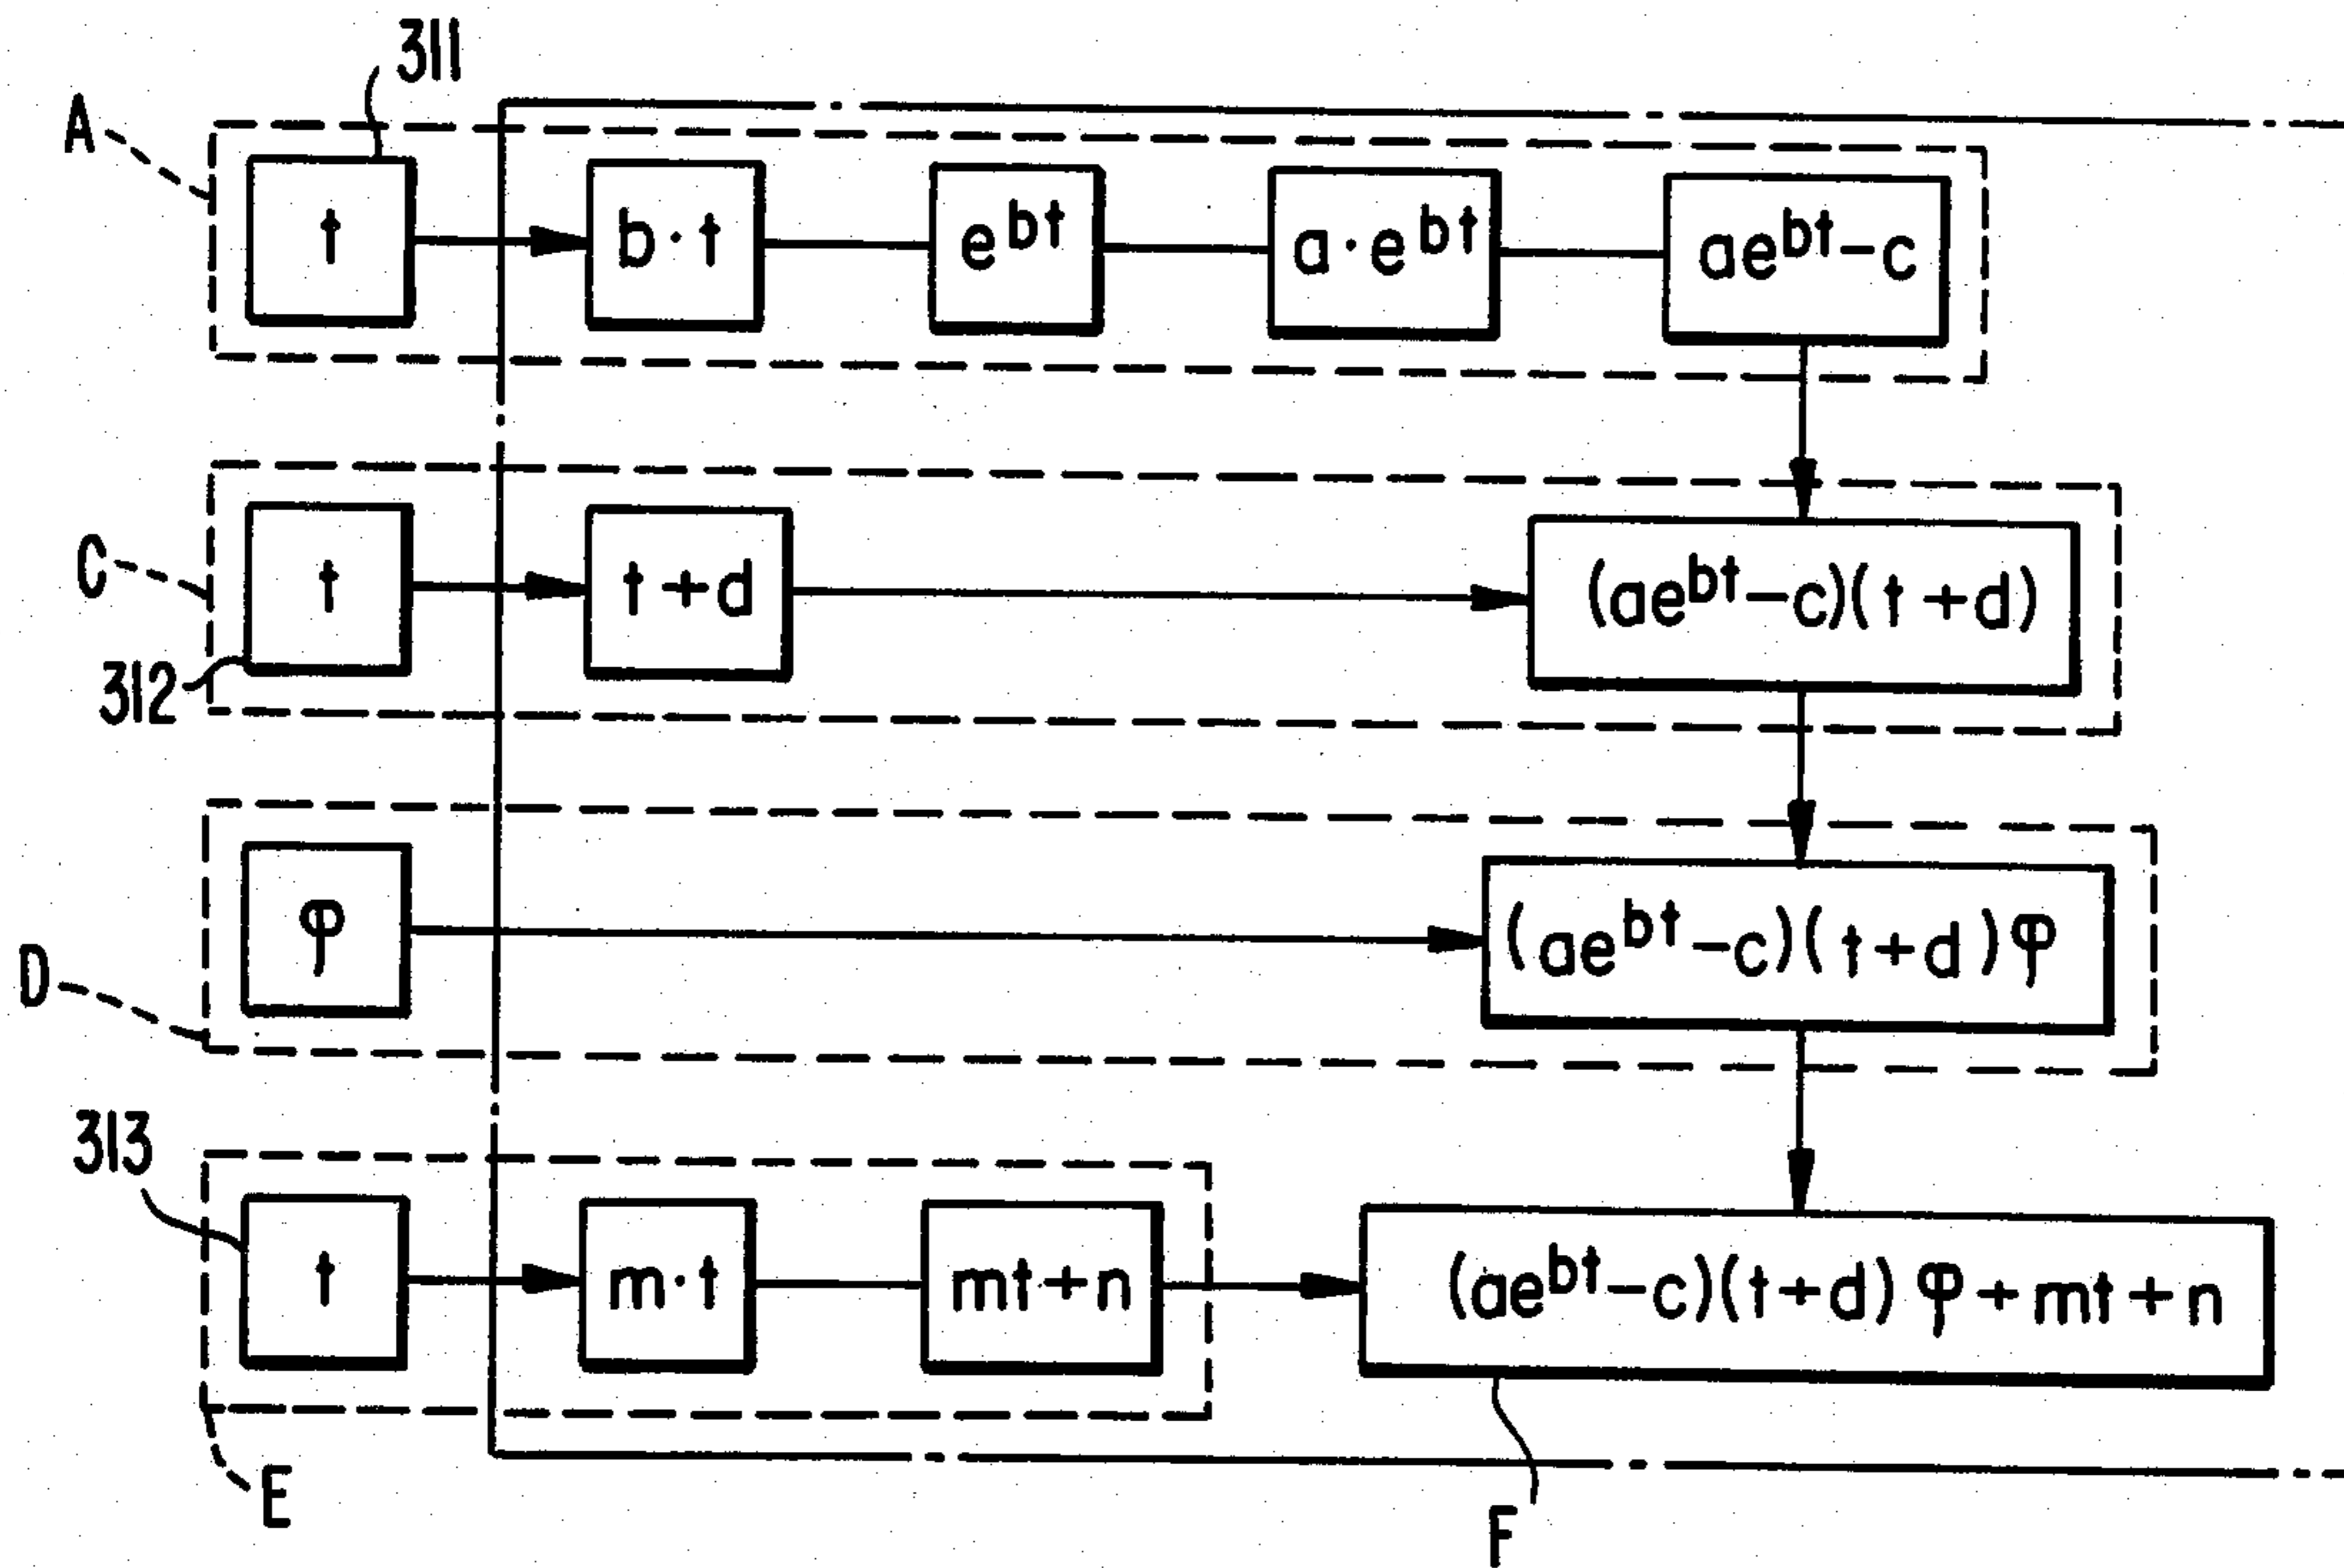 311
A
t
b·t
e^bt
a·e^bt
ae^bt-c
C
t
t+d
(ae^bt-c)(t+d)
312
D
φ
(ae^bt-c)(t+d)φ
313
t
m·t
mt+n
(ae^bt-c)(t+d)φ+mt+n
E
F